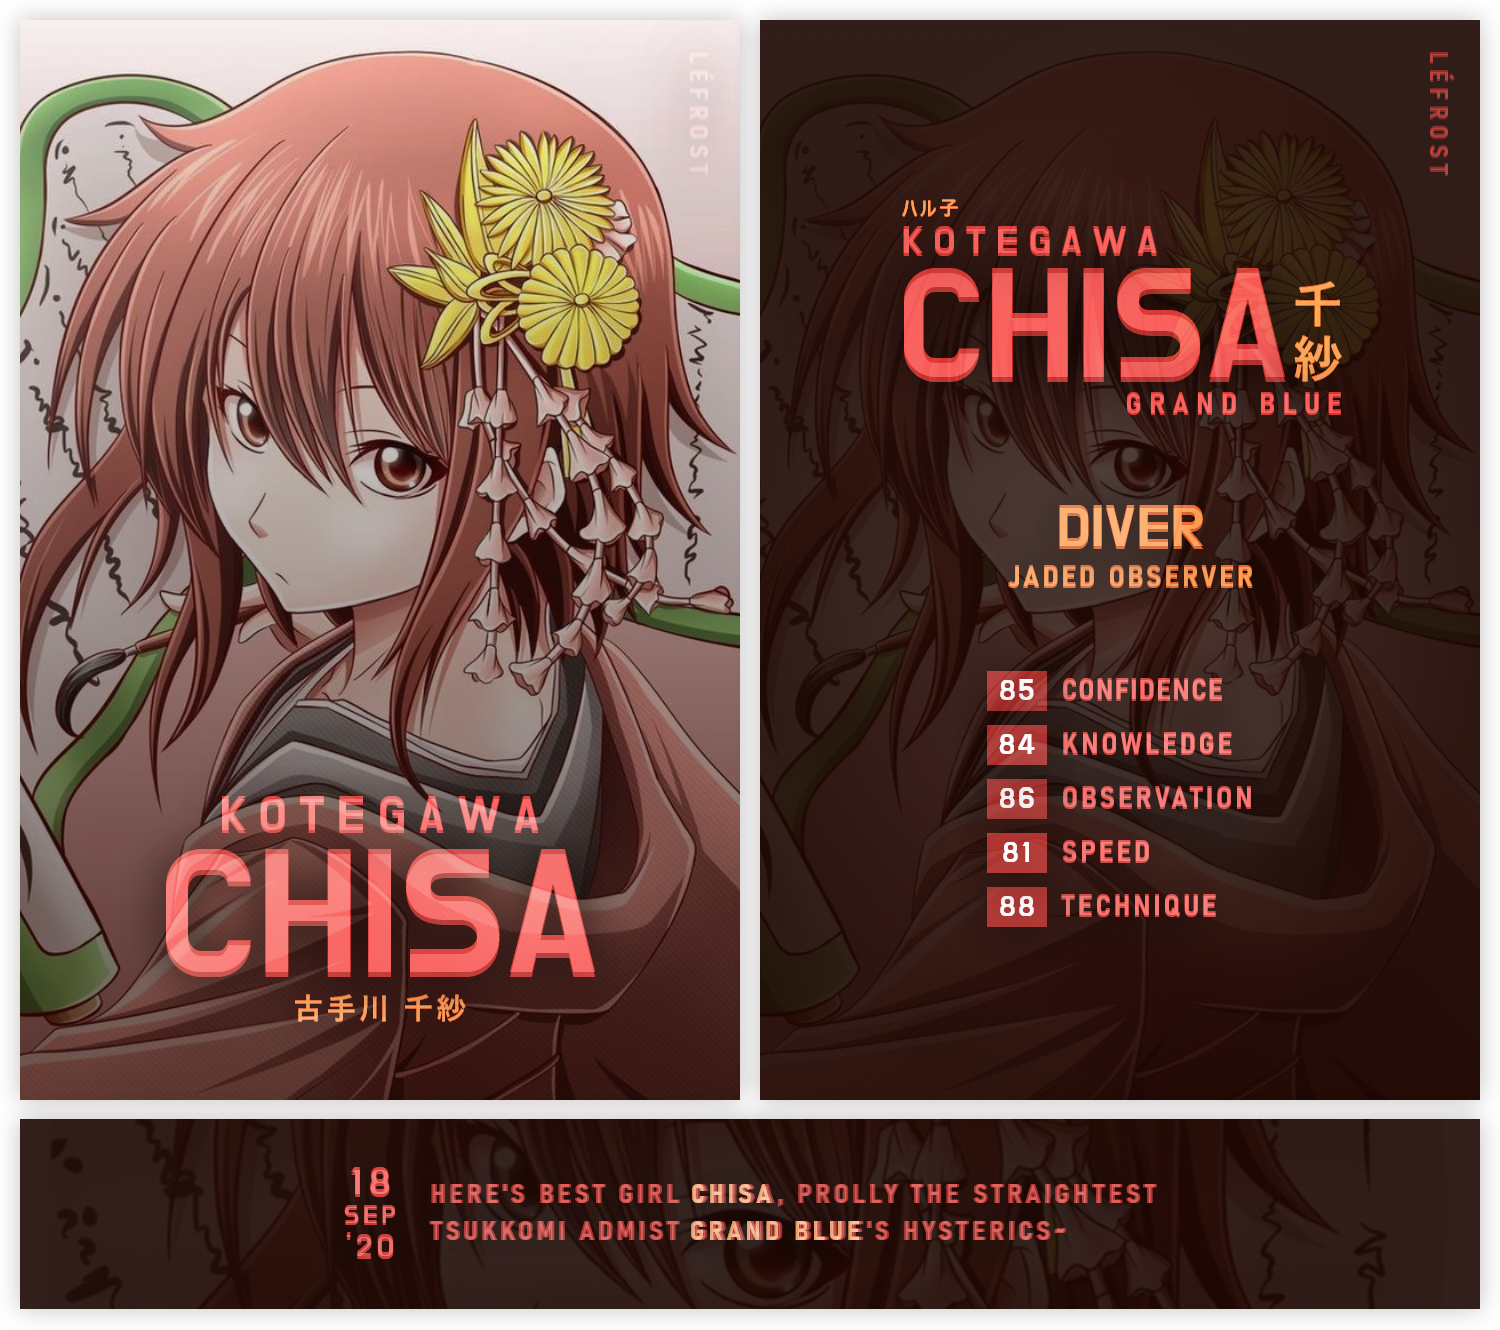 LÉFROST
KOTEGAWA
CHISA
古手川 千紗
LÉFROST
ハル子
KOTEGAWA
CHISA
千紗
GRAND BLUE
DIVER
JADED OBSERVER
85 CONFIDENCE
84 KNOWLEDGE
86 OBSERVATION
81 SPEED
88 TECHNIQUE
18
SEP
'20
HERE'S BEST GIRL CHISA, PROLLY THE STRAIGHTEST
TSUKKOMI ADMIST GRAND BLUE'S HYSTERICS~